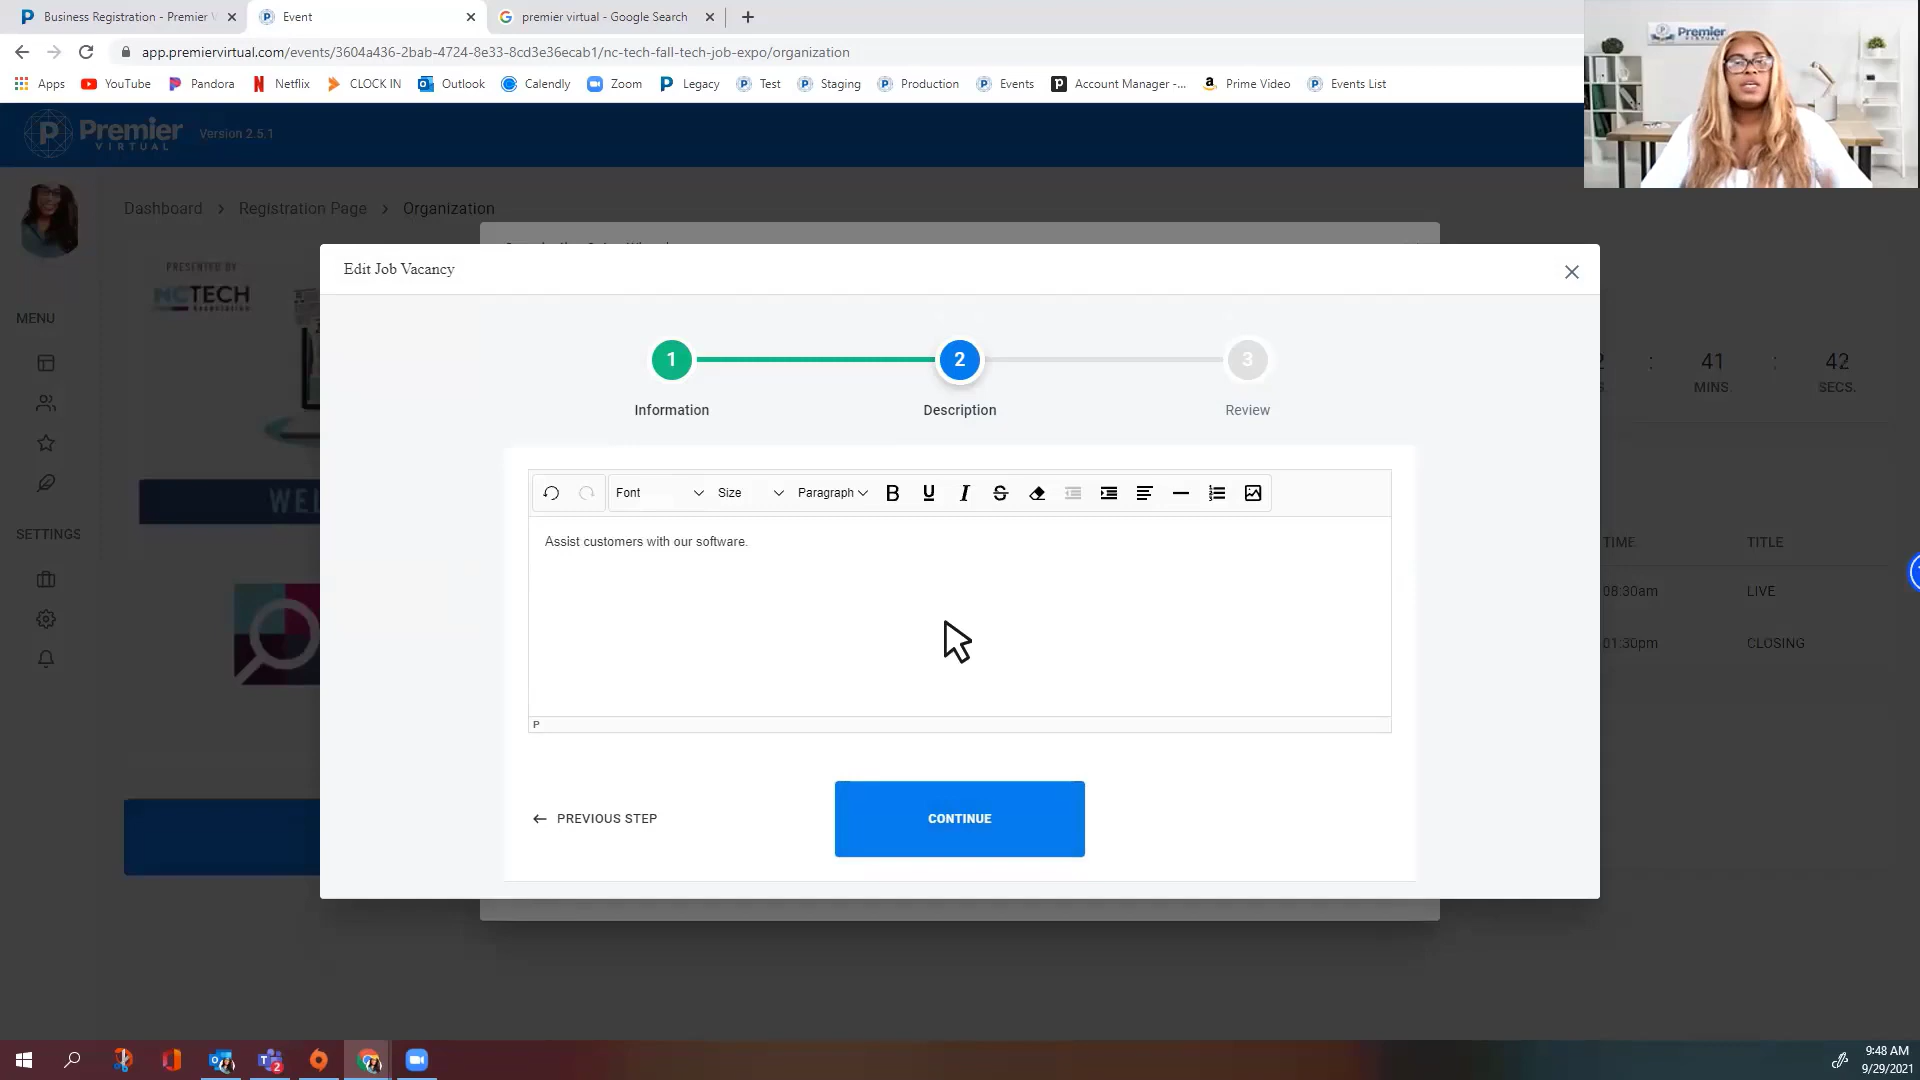 Business Registration - Premier V
Event
premier virtual - Google Search
app.premiervirtual.com/events/3604a436-2bab-4724-8e33-8cd3e36ecab1/nc-tech-fall-tech-job-expo/organization
Apps
YouTube
Pandora
Netflix
CLOCK IN
Outlook
Calendly
Zoom
Legacy
Test
Staging
Production
Events
Account Manager -...
Prime Video
Events List
Premier
VIRTUAL
Version 2.5.1
Premier
Dashboard > Registration Page > Organization
PRESENTED BY
NCTECH
Association
MENU
SETTINGS
WEL
Edit Job Vacancy
1
2
3
Information
Description
Review
Font
Size
Paragraph
B U I S
Assist customers with our software.
P
PREVIOUS STEP
CONTINUE
: 41 : 42
MINS.
SECS.
TIME
TITLE
08:30am
LIVE
01:30pm
CLOSING
2
9:48 AM
9/29/2021